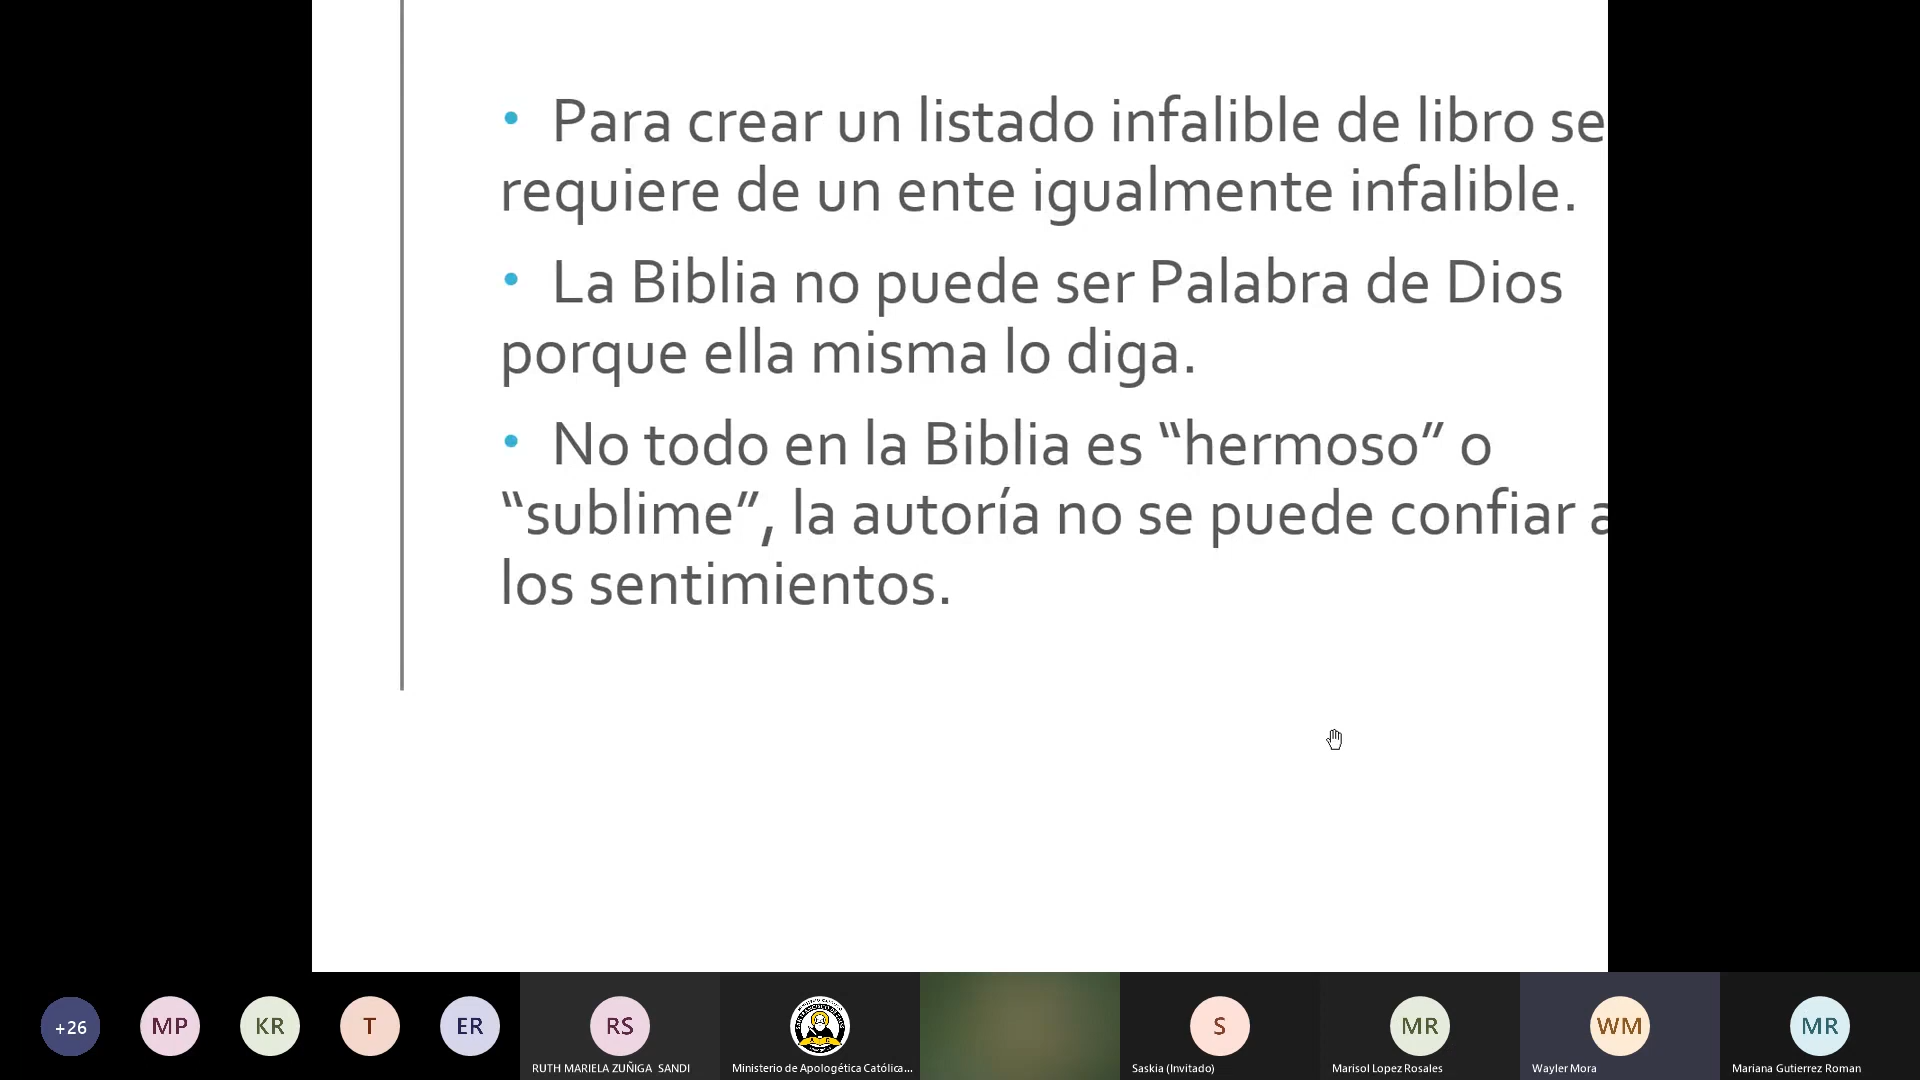 • Para crear un listado infalible de libro se
requiere de un ente igualmente infalible.
• La Biblia no puede ser Palabra de Dios
porque ella misma lo diga.
• No todo en la Biblia es “hermoso” o
“sublime”, la autoría no se puede confiar a
los sentimientos.
+26
MP
KR
T
ER
RS
S
MR
WM
MR
RUTH MARIELA ZUÑIGA SANDI
Ministerio de Apologética Católica...
Saskia (Invitado)
Marisol Lopez Rosales
Wayler Mora
Mariana Gutierrez Roman